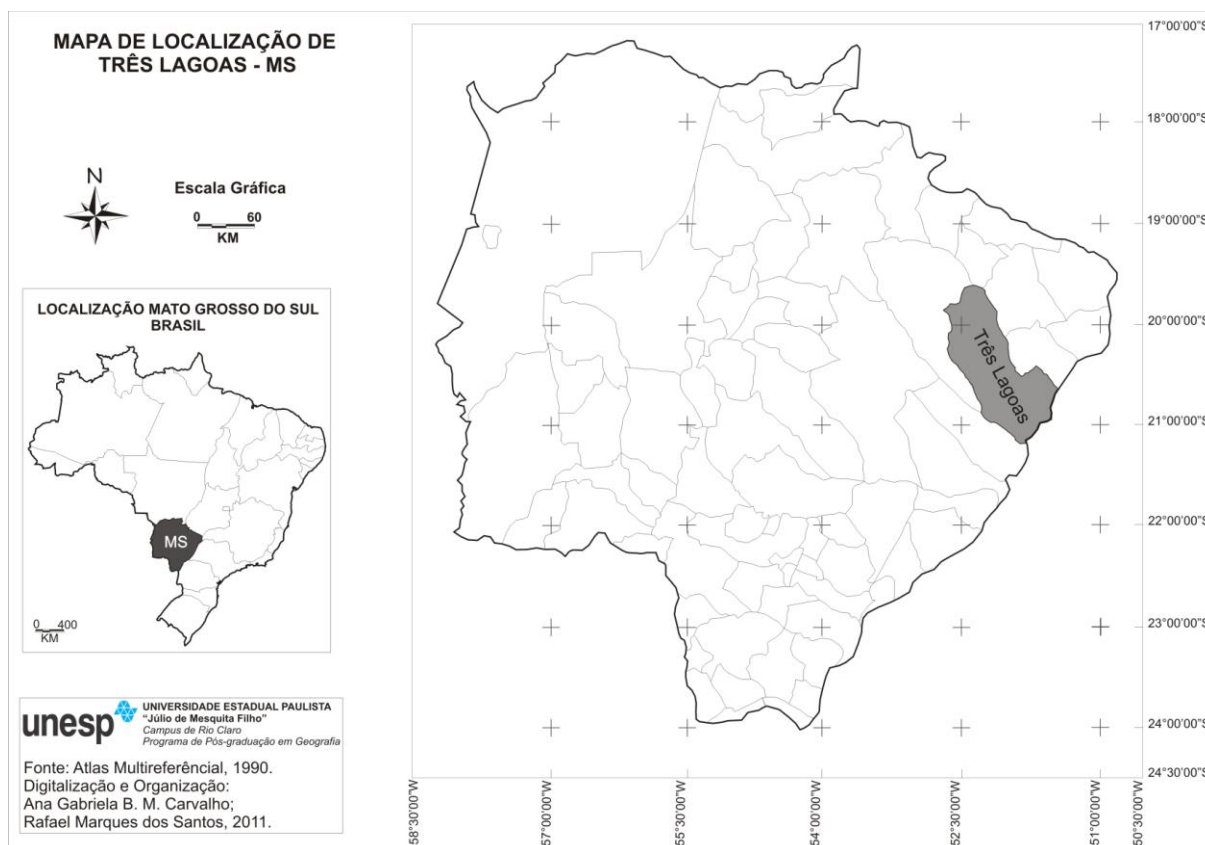 MAPA DE LOCALIZAÇÃO DE
TRÊS LAGOAS - MS
N
Escala Gráfica
0 60
KM
LOCALIZAÇÃO MATO GROSSO DO SUL
BRASIL
MS
0 400
KM
unesp
UNIVERSIDADE ESTADUAL PAULISTA
"Júlio de Mesquita Filho"
Campus de Rio Claro
Programa de Pós-graduação em Geografia
Fonte: Atlas Multireferêncial, 1990.
Digitalização e Organização:
Ana Gabriela B. M. Carvalho;
Rafael Marques dos Santos, 2011.
Três Lagoas
17°00'00"S
18°00'00"S
19°00'00"S
20°00'00"S
21°00'00"S
22°00'00"S
23°00'00"S
24°00'00"S
24°30'00"S
58°30'00"W
57°00'00"W
55°30'00"W
54°00'00"W
52°30'00"W
51°00'00"W
50°30'00"W